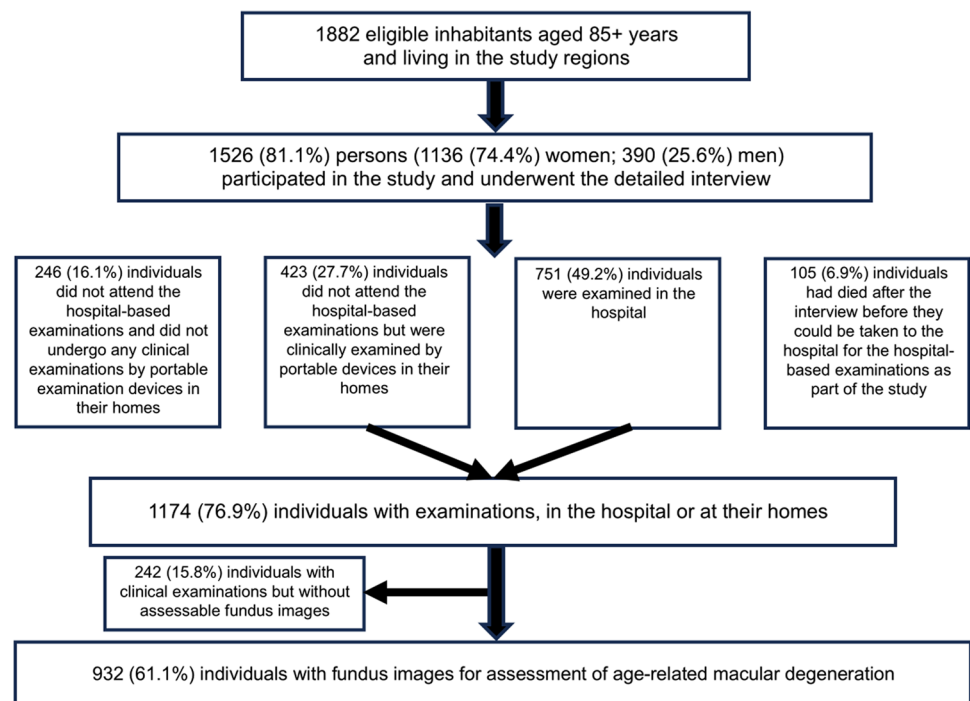 1882 eligible inhabitants aged 85+ years
and living in the study regions
1526 (81.1%) persons (1136 (74.4%) women; 390 (25.6%) men)
participated in the study and underwent the detailed interview
246 (16.1%) individuals
did not attend the
hospital-based
examinations and did not
undergo any clinical
examinations by portable
examination devices in
their homes
423 (27.7%) individuals
did not attend the
hospital-based
examinations but were
clinically examined by
portable devices in their
homes
751 (49.2%) individuals
were examined in the
hospital
105 (6.9%) individuals
had died after the
interview before they
could be taken to the
hospital for the hospital-
based examinations as
part of the study
1174 (76.9%) individuals with examinations, in the hospital or at their homes
242 (15.8%) individuals with
clinical examinations but without
assessable fundus images
932 (61.1%) individuals with fundus images for assessment of age-related macular degeneration